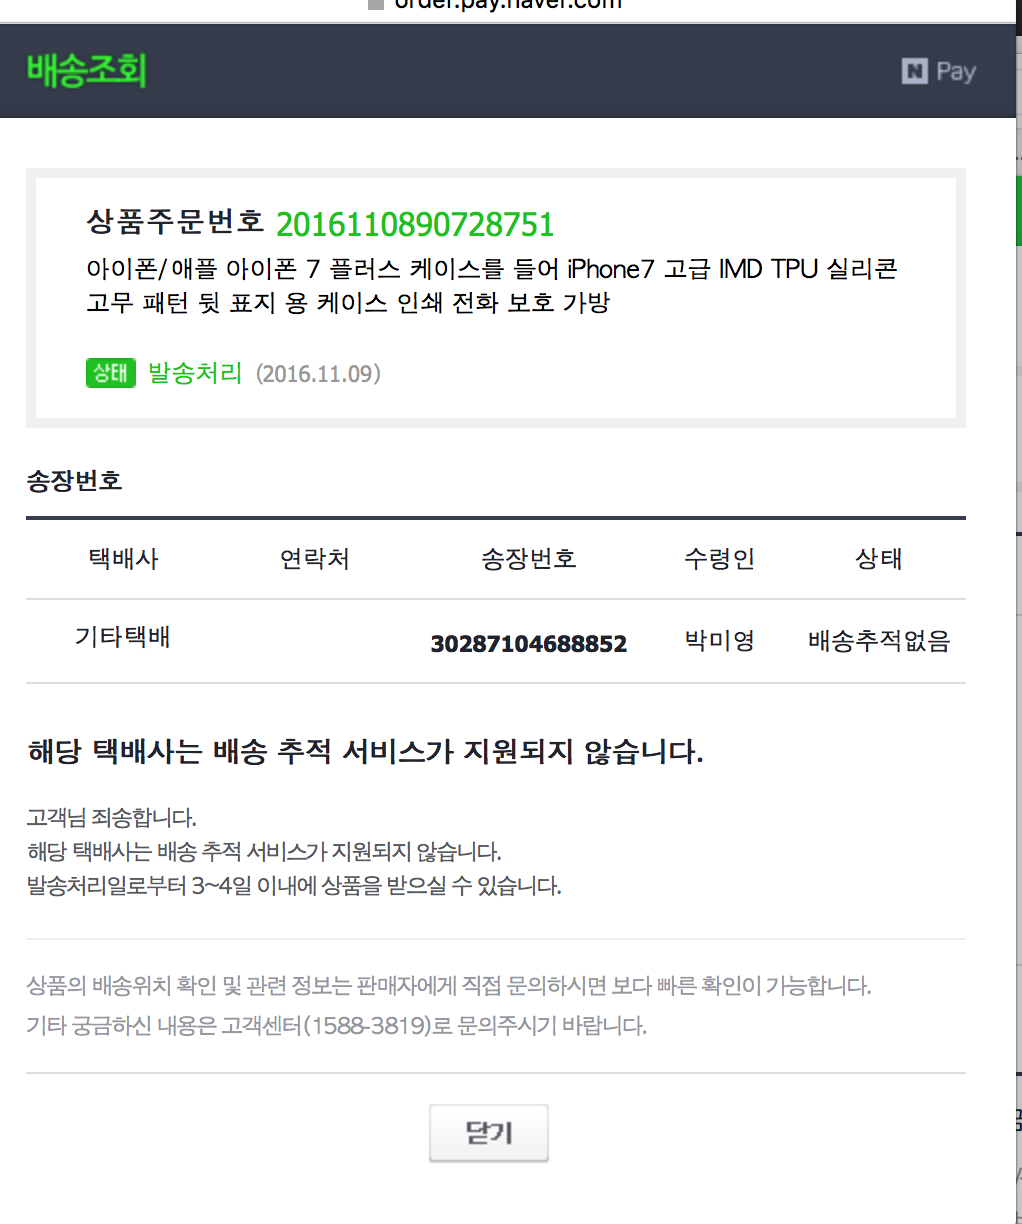 order.pay.naver.com
배송조회
N Pay
상품주문번호 2016110890728751
아이폰/애플 아이폰 7 플러스 케이스를 들어 iPhone7 고급 IMD TPU 실리콘
고무 패턴 뒷 표지 용 케이스 인쇄 전화 보호 가방
상태 발송처리 (2016.11.09)
송장번호
택배사 연락처 송장번호 수령인 상태
기타택배 30287104688852 박미영 배송추적없음
해당 택배사는 배송 추적 서비스가 지원되지 않습니다.
고객님 죄송합니다.
해당 택배사는 배송 추적 서비스가 지원되지 않습니다.
발송처리일로부터 3~4일 이내에 상품을 받으실 수 있습니다.
상품의 배송위치 확인 및 관련 정보는 판매자에게 직접 문의하시면 보다 빠른 확인이 가능합니다.
기타 궁금하신 내용은 고객센터(1588-3819)로 문의주시기 바랍니다.
닫기